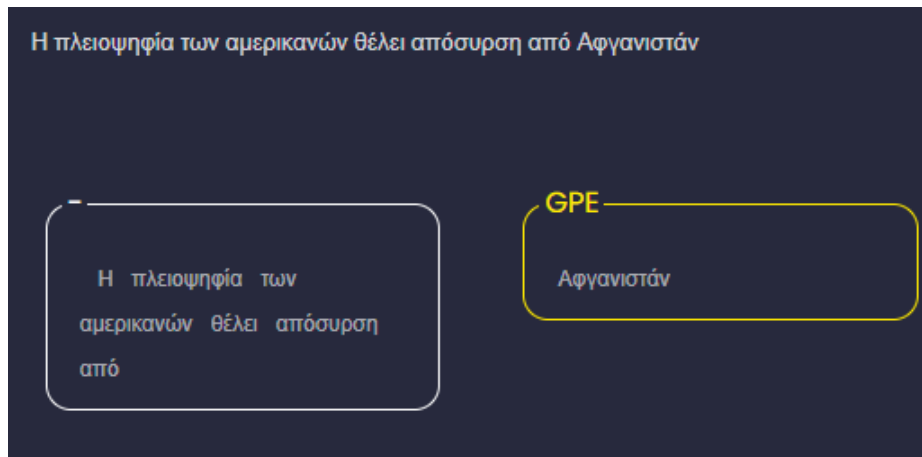 Η πλειοψηφία των αμερικανών θέλει απόσυρση από Αφγανιστάν
-
Η πλειοψηφία των
αμερικανών θέλει απόσυρση
από
GPE
Αφγανιστάν